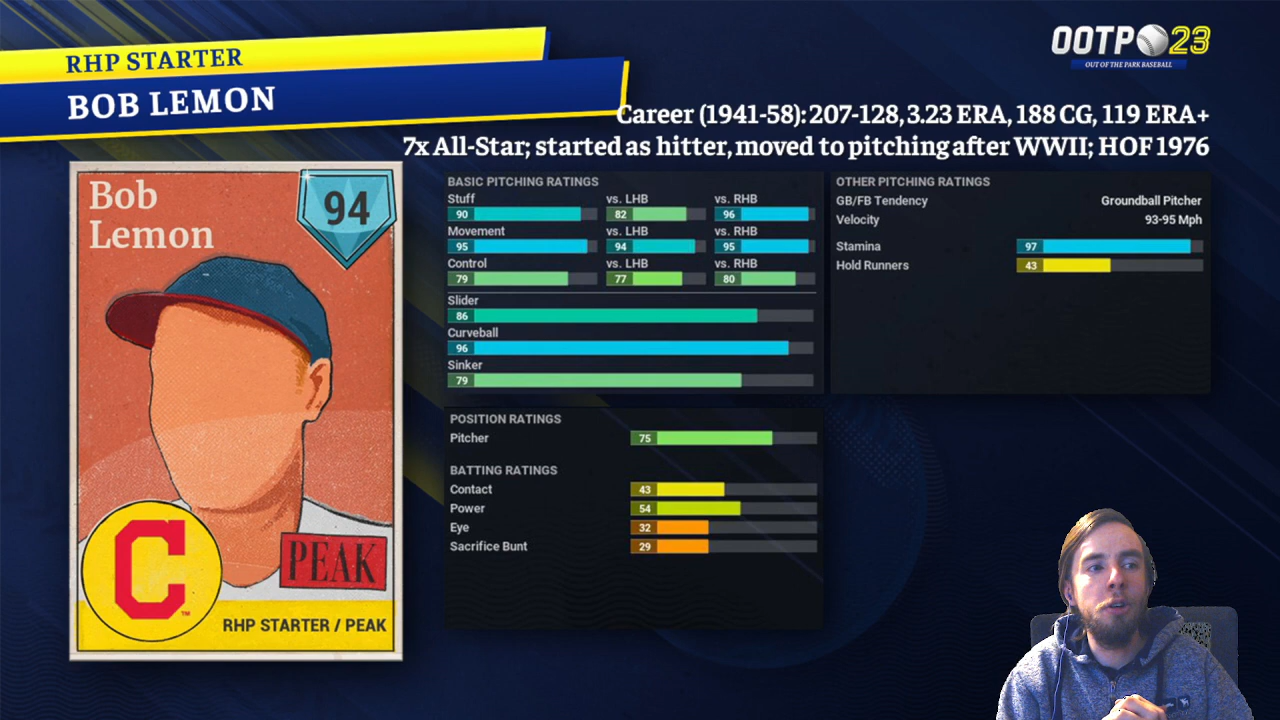 RHP STARTER
BOB LEMON
OOTP 23
OUT OF THE PARK BASEBALL
Career (1941-58): 207-128, 3.23 ERA, 188 CG, 119 ERA+
7x All-Star; started as hitter, moved to pitching after WWII; HOF 1976
Bob
Lemon
94
C
TM
PEAK
RHP STARTER / PEAK
BASIC PITCHING RATINGS
Stuff vs. LHB vs. RHB
90 82 96
Movement vs. LHB vs. RHB
95 94 95
Control vs. LHB vs. RHB
79 77 80
Slider
86
Curveball
96
Sinker
79
OTHER PITCHING RATINGS
GB/FB Tendency Groundball Pitcher
Velocity 93-95 Mph
Stamina 97
Hold Runners 43
POSITION RATINGS
Pitcher 75
BATTING RATINGS
Contact 43
Power 54
Eye 32
Sacrifice Bunt 29